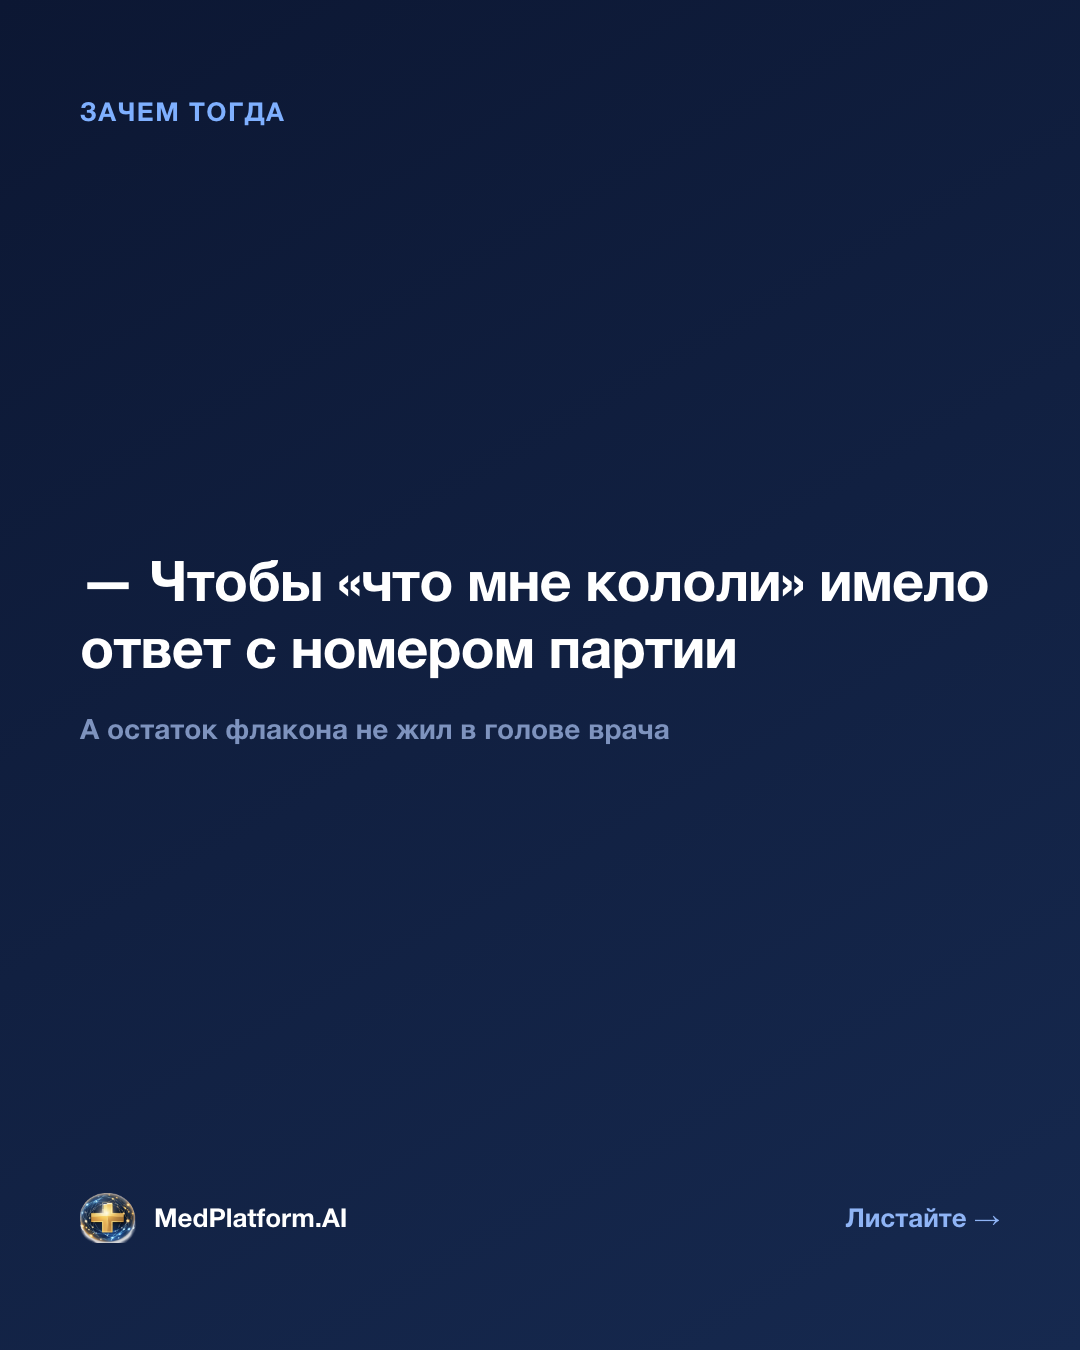 ЗАЧЕМ ТОГДА
— Чтобы «что мне кололи» имело
ответ с номером партии
А остаток флакона не жил в голове врача
MedPlatform.AI
Листайте →